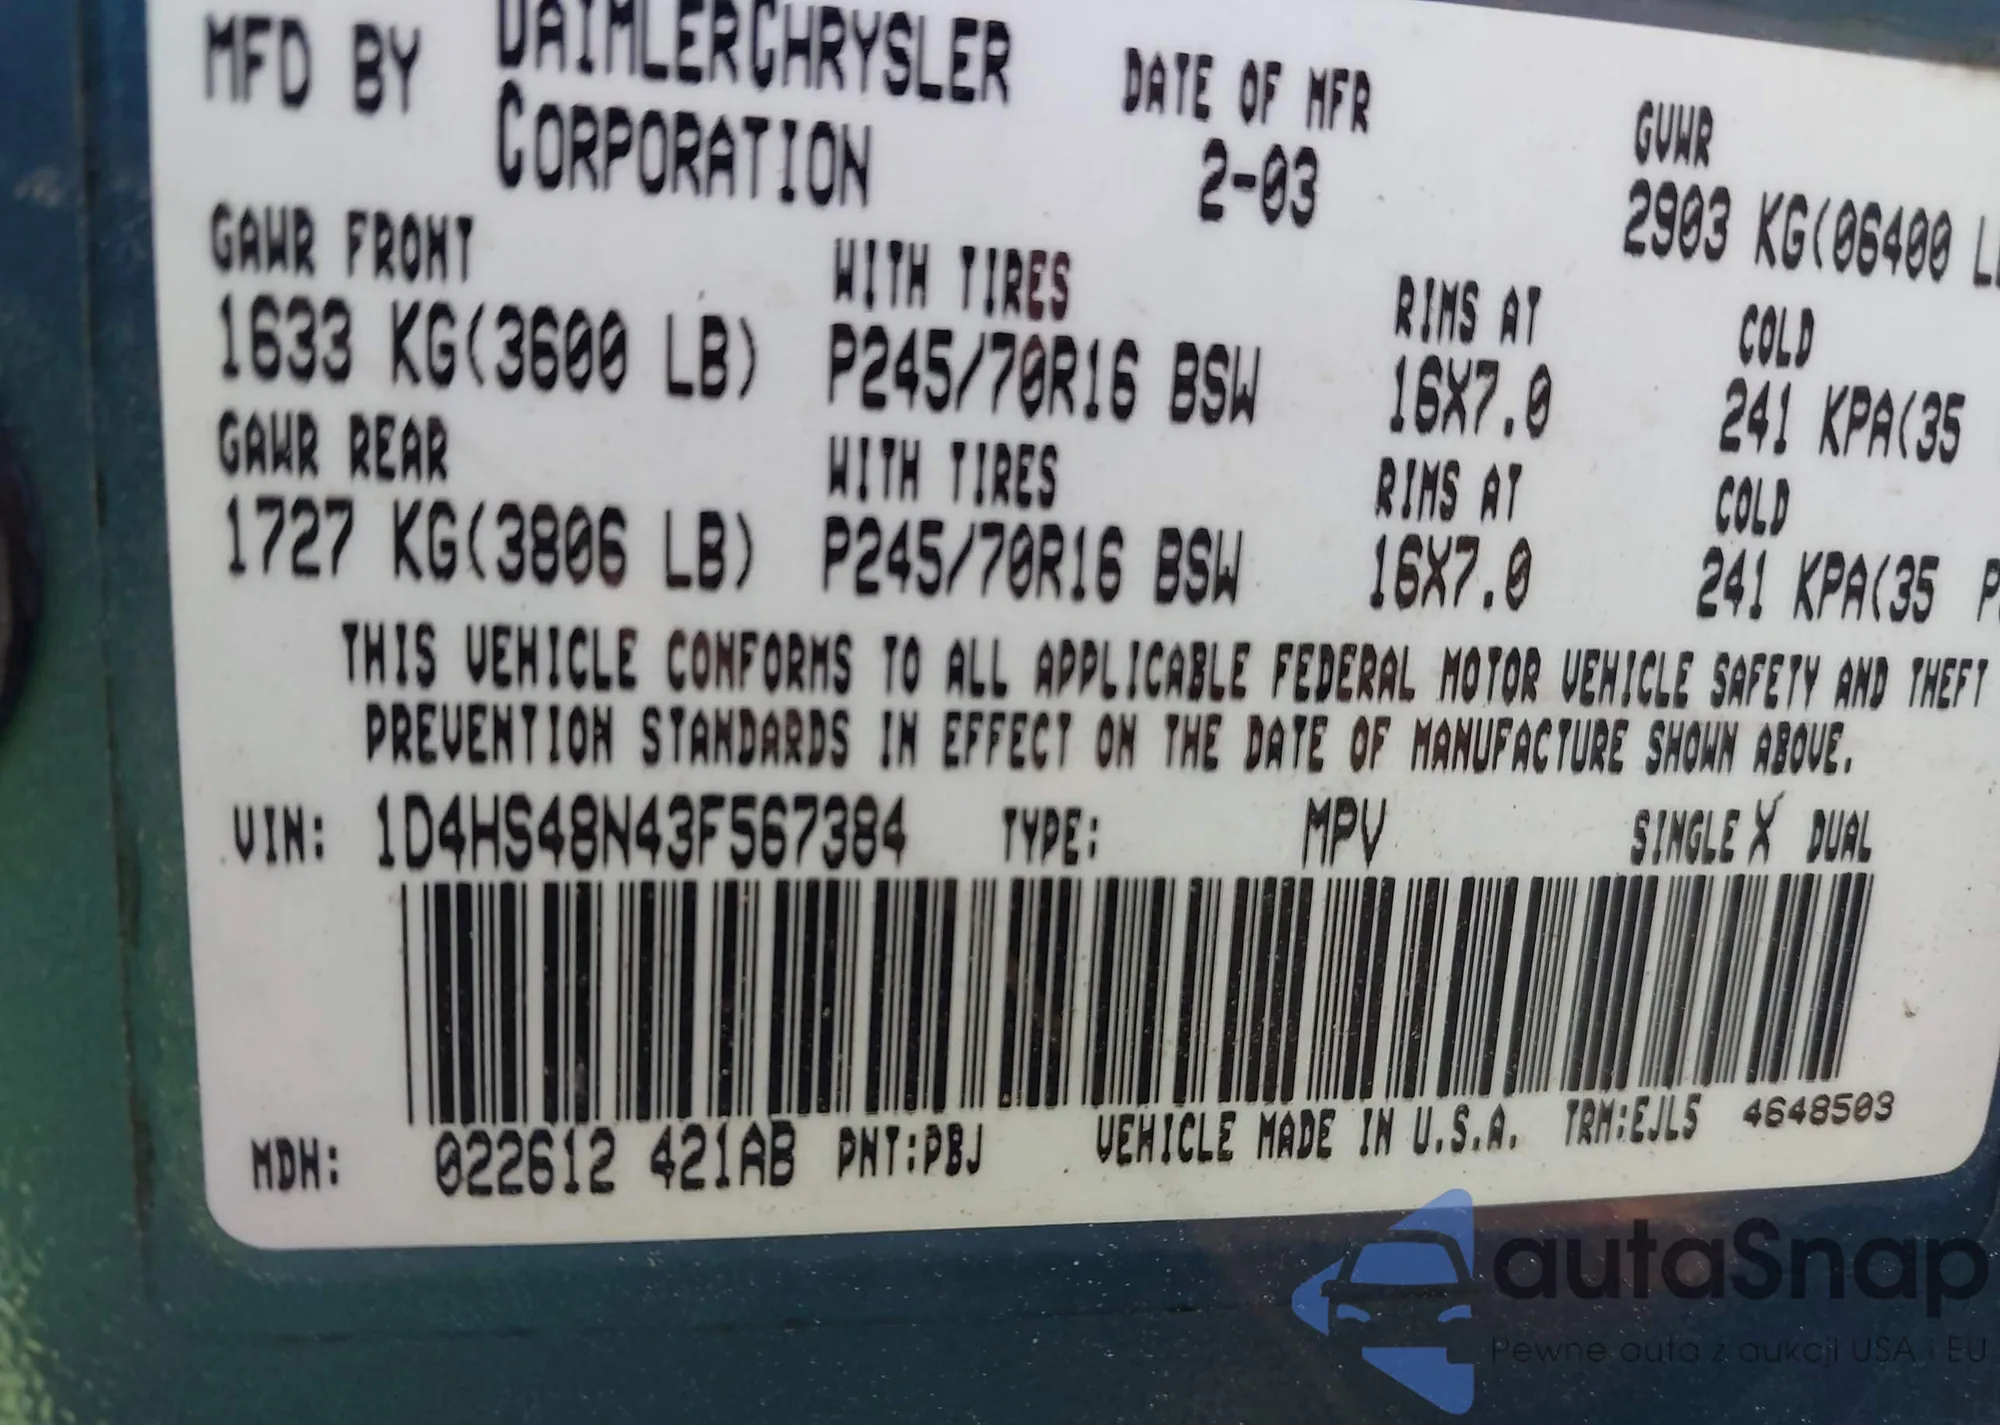 MFD BY DAIMLERCHRYSLER CORPORATION DATE OF MFR 2-03 GVWR 2903 KG(06400
GAWR FRONT WITH TIRES RIMS AT COLD
1633 KG(3600 LB) P245/70R16 BSW 16X7.0 241 KPA(35
GAWR REAR WITH TIRES RIMS AT COLD
1727 KG(3806 LB) P245/70R16 BSW 16X7.0 241 KPA(35
THIS VEHICLE CONFORMS TO ALL APPLICABLE FEDERAL MOTOR VEHICLE SAFETY AND THEFT
PREVENTION STANDARDS IN EFFECT ON THE DATE OF MANUFACTURE SHOWN ABOVE.
VIN: 1D4HS48N43F567384 TYPE: MPV SINGLE X DUAL
MDH: 022612 421AB PNT:PBJ VEHICLE MADE IN U.S.A. TRM:EJL5 4648503
autaSnap
Pewne auta z aukcji USA i EU